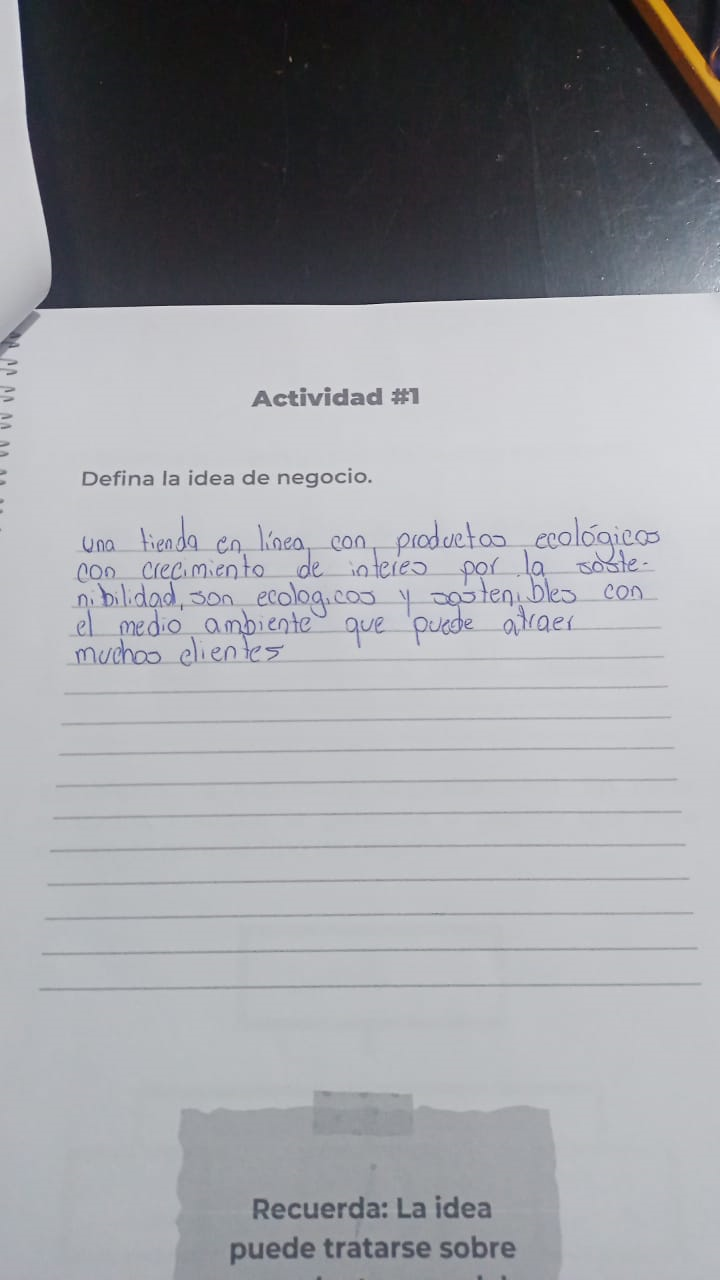 Actividad #1
Defina la idea de negocio.
una tienda en línea con productos ecológicos
con crecimiento de interes por la soste-
nibilidad, son ecologicos y sostenibles con
el medio ambiente que puede atraer
muchos clientes
Recuerda: La idea
puede tratarse sobre